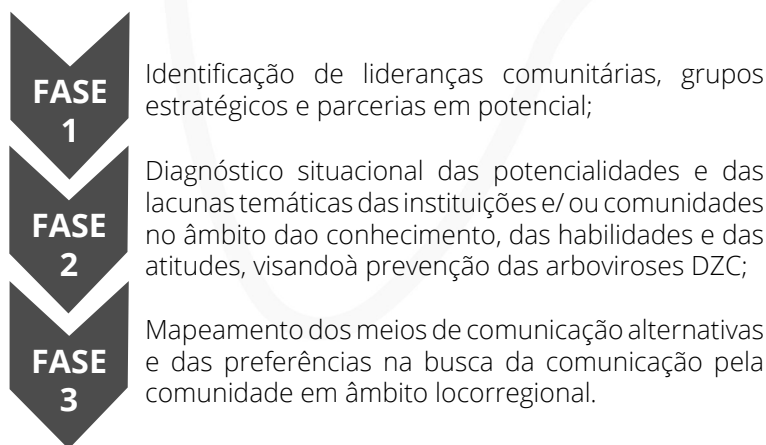 FASE
1
Identificação de lideranças comunitárias, grupos
estratégicos e parcerias em potencial;
FASE
2
Diagnóstico situacional das potencialidades e das
lacunas temáticas das instituições e/ ou comunidades
no âmbito dao conhecimento, das habilidades e das
atitudes, visandoà prevenção das arboviroses DZC;
FASE
3
Mapeamento dos meios de comunicação alternativas
e das preferências na busca da comunicação pela
comunidade em âmbito locorregional.